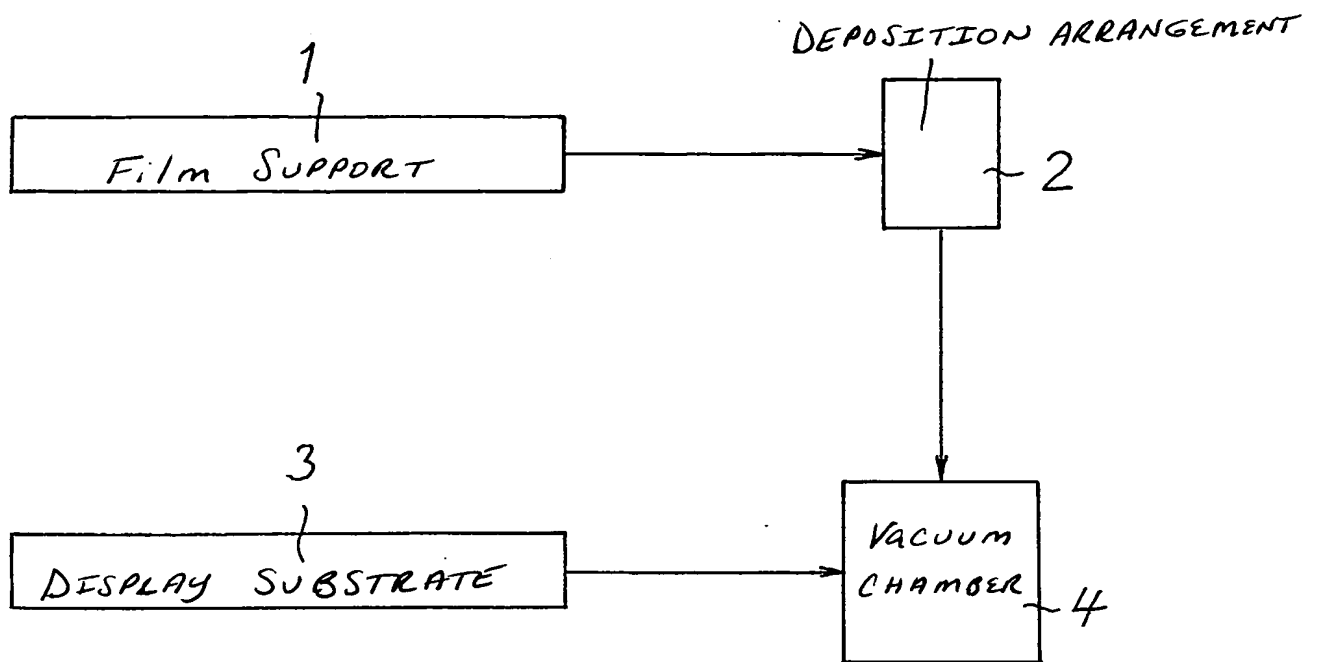 DEPOSITION ARRANGEMENT
1
Film SUPPORT
2
3
DISPLAY SUBSTRATE
Vacuum
CHAMBER
4